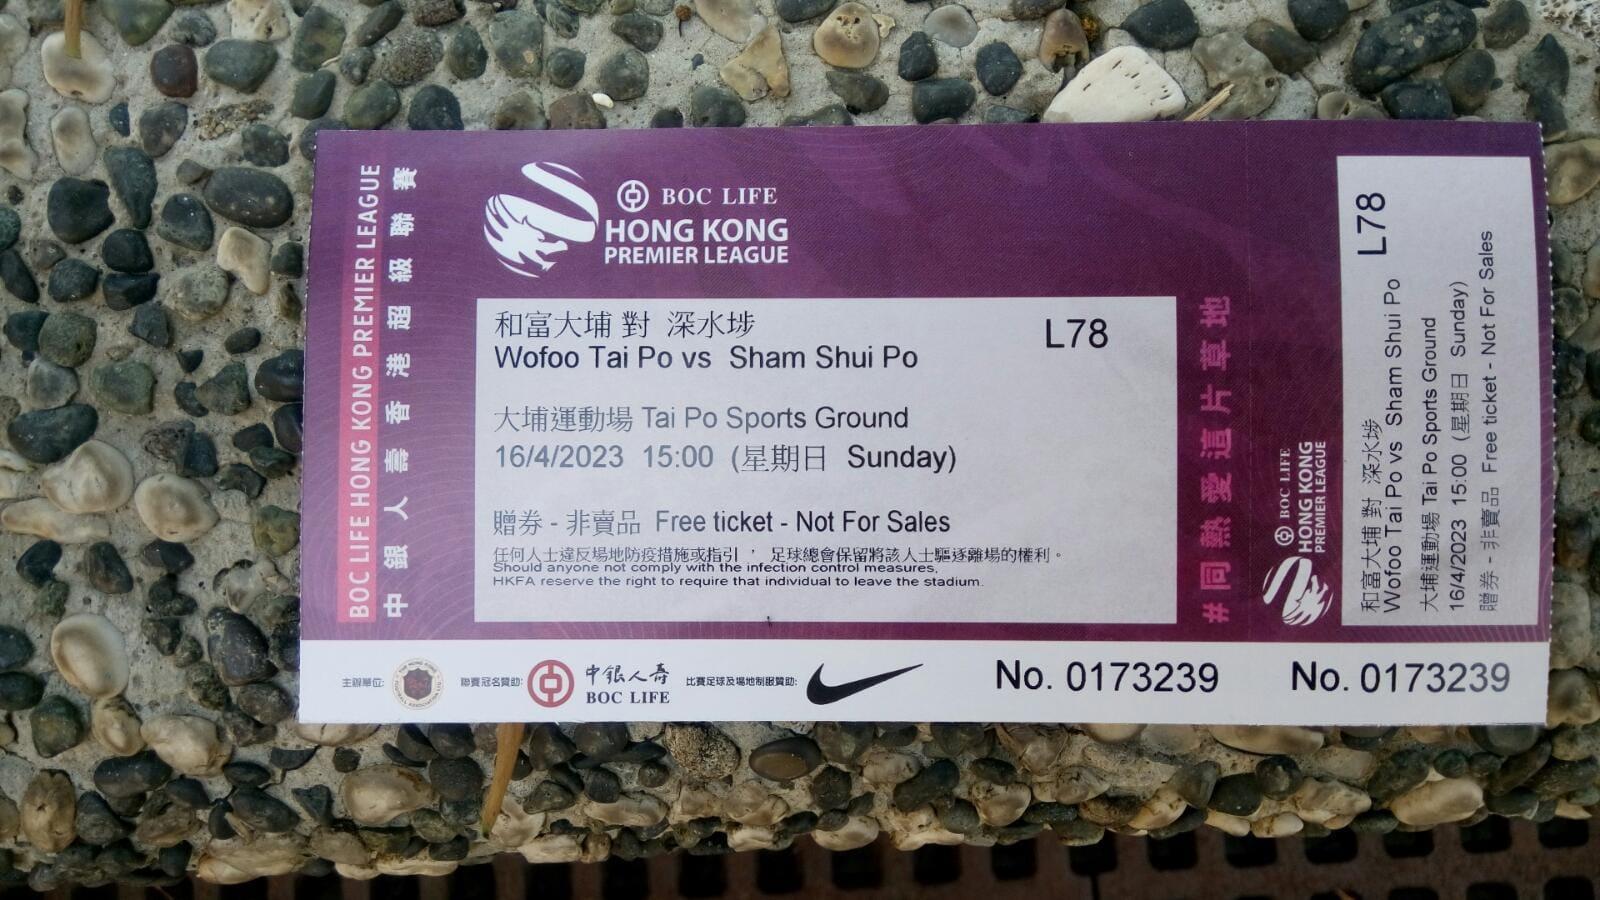 BOC LIFE HONG KONG PREMIER LEAGUE
中銀人壽香港超級聯賽
BOC LIFE
HONG KONG
PREMIER LEAGUE
和富大埔 對 深水埗
Wofoo Tai Po vs Sham Shui Po
L78
大埔運動場 Tai Po Sports Ground
16/4/2023 15:00 (星期日 Sunday)
贈券 - 非賣品 Free ticket - Not For Sales
任何人士違反場地防疫措施或指引 ， 足球總會保留將該人士驅逐離場的權利。
Should anyone not comply with the infection control measures,
HKFA reserve the right to require that individual to leave the stadium.
#同熱愛這片草地
主辦單位:
聯賽冠名贊助:
中銀人壽
BOC LIFE
比賽足球及場地制服贊助:
No. 0173239
BOC LIFE
HONG KONG
PREMIER LEAGUE
L78
和富大埔 對 深水埗
Wofoo Tai Po vs Sham Shui Po
大埔運動場 Tai Po Sports Ground
16/4/2023 15:00 (星期日 Sunday)
贈券 - 非賣品 Free ticket - Not For Sales
No. 0173239